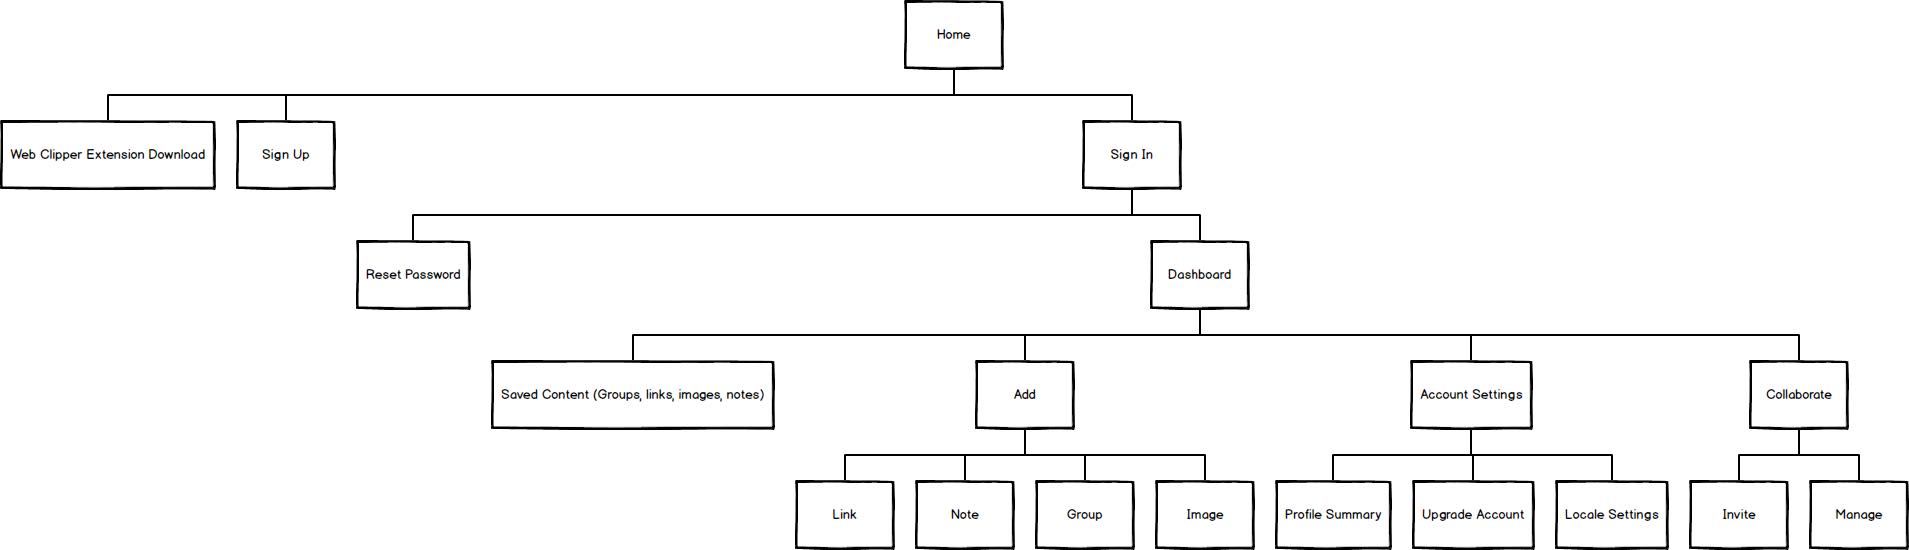 Home
Web Clipper Extension Download
Sign Up
Sign In
Reset Password
Dashboard
Saved Content (Groups, links, images, notes)
Add
Account Settings
Collaborate
Link
Note
Group
Image
Profile Summary
Upgrade Account
Locale Settings
Invite
Manage